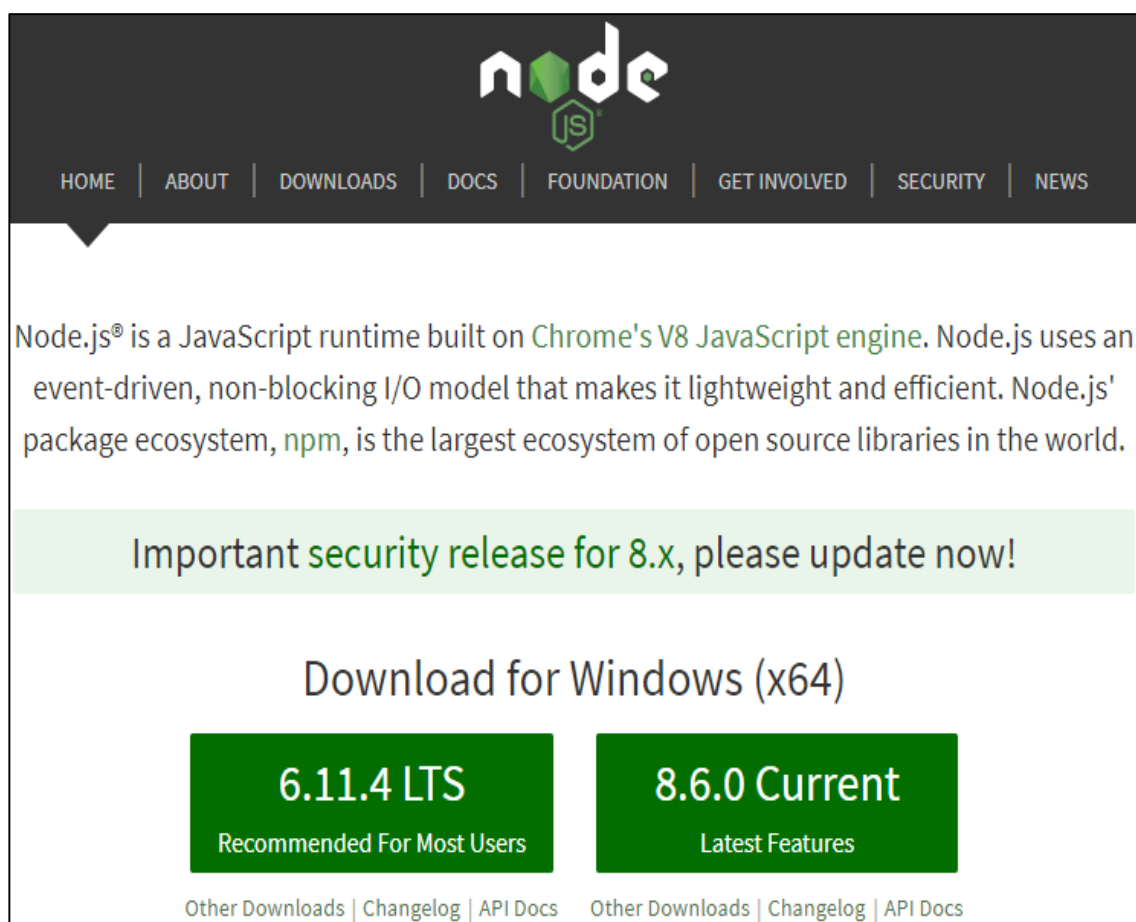 node
JS®
HOME | ABOUT | DOWNLOADS | DOCS | FOUNDATION | GET INVOLVED | SECURITY | NEWS
Node.js® is a JavaScript runtime built on Chrome's V8 JavaScript engine. Node.js uses an
event-driven, non-blocking I/O model that makes it lightweight and efficient. Node.js'
package ecosystem, npm, is the largest ecosystem of open source libraries in the world.
Important security release for 8.x, please update now!
Download for Windows (x64)
6.11.4 LTS
Recommended For Most Users
8.6.0 Current
Latest Features
Other Downloads | Changelog | API Docs
Other Downloads | Changelog | API Docs